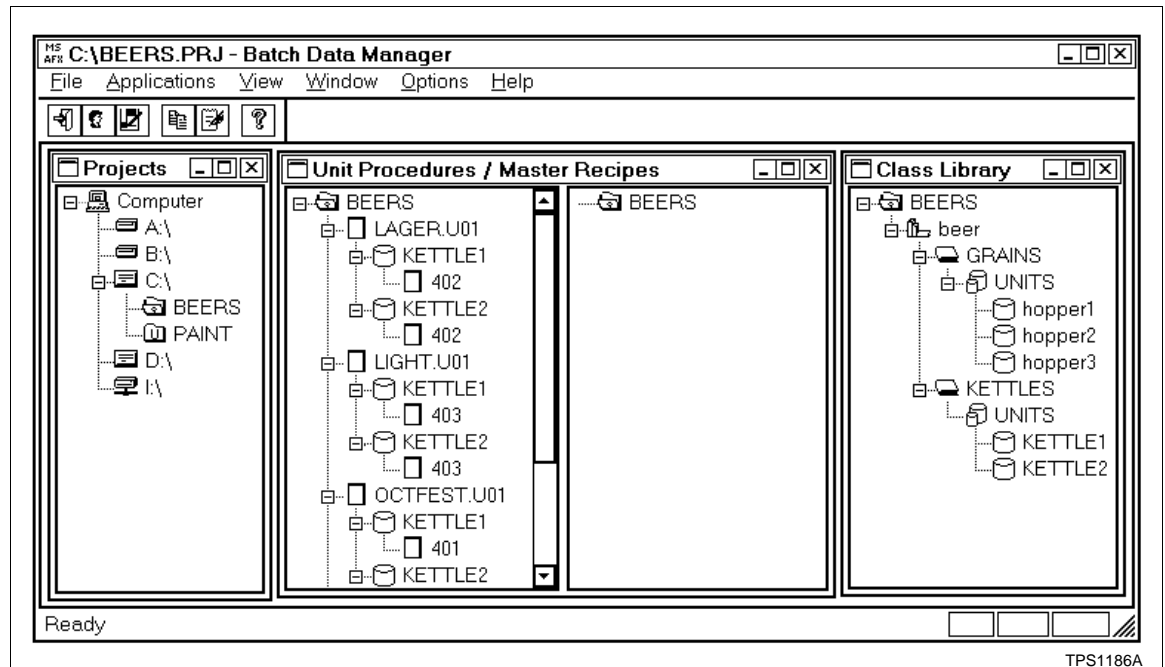 MS AFX C:\BEERS.PRJ - Batch Data Manager
File Applications View Window Options Help
Projects
Computer
A:\
B:\
C:\
BEERS
PAINT
D:\
I:\
Unit Procedures / Master Recipes
BEERS
LAGER.U01
KETTLE1
402
KETTLE2
402
LIGHT.U01
KETTLE1
403
KETTLE2
403
OCTFEST.U01
KETTLE1
401
KETTLE2
BEERS
Class Library
BEERS
beer
GRAINS
UNITS
hopper1
hopper2
hopper3
KETTLES
UNITS
KETTLE1
KETTLE2
Ready
TPS1186A